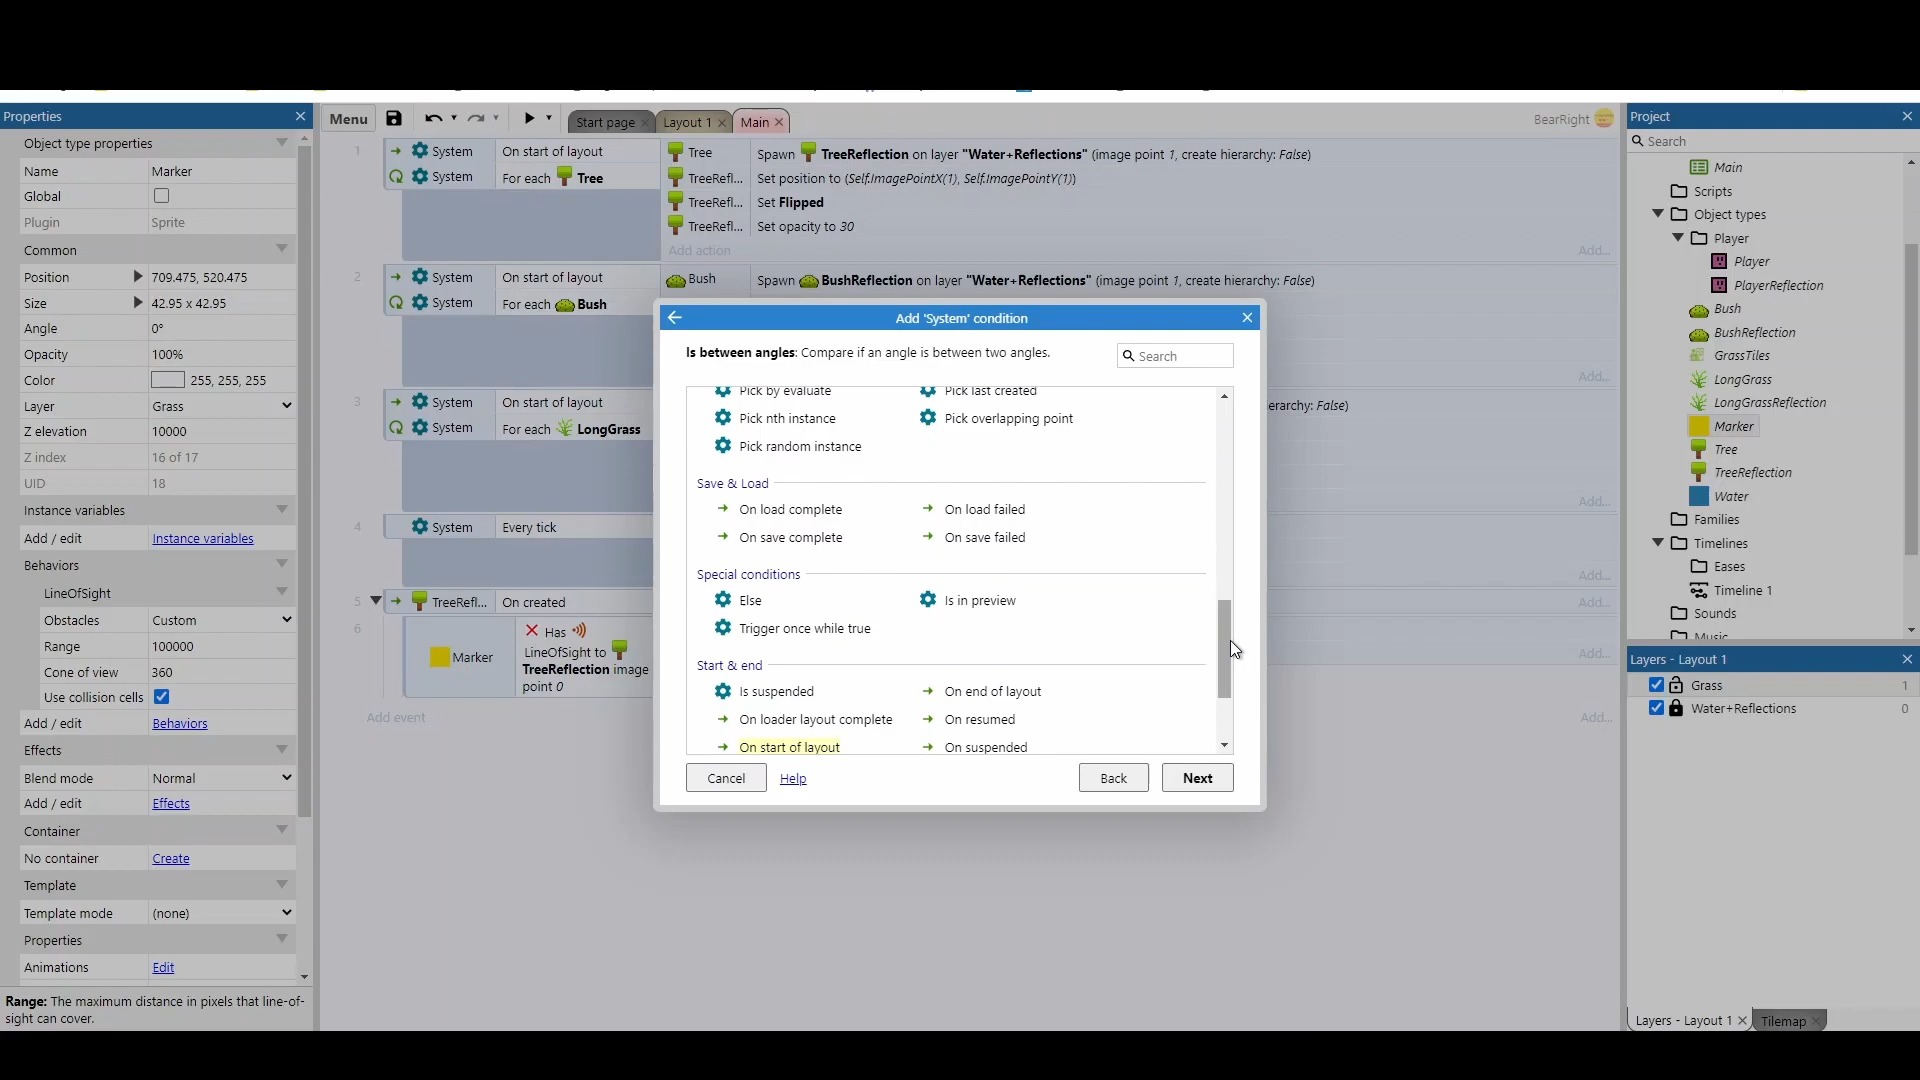 Menu
Start page
Layout 1
Main
BearRight
Properties
Object type properties
Name Marker
Global
Plugin Sprite
Common
Position 709.475, 520.475
Size 42.95 x 42.95
Angle 0°
Opacity 100%
Color 255, 255, 255
Layer Grass
Z elevation 10000
Z index 16 of 17
UID 18
Instance variables
Add / edit Instance variables
Behaviors
LineOfSight
Obstacles Custom
Range 100000
Cone of view 360
Use collision cells
Add / edit Behaviors
Effects
Blend mode Normal
Add / edit Effects
Container
No container Create
Template
Template mode (none)
Properties
Animations Edit
Range: The maximum distance in pixels that line-of-
sight can cover.
1 System On start of layout
System For each Tree
Tree Spawn TreeReflection on layer "Water+Reflections" (image point 1, create hierarchy: False)
TreeRefl... Set position to (Self.ImagePointX(1), Self.ImagePointY(1))
TreeRefl... Set Flipped
TreeRefl... Set opacity to 30
Add action Add...
2 System On start of layout
System For each Bush
Bush Spawn BushReflection on layer "Water+Reflections" (image point 1, create hierarchy: False)
Add...
3 System On start of layout
System For each LongGrass
erarchy: False)
Add...
4 System Every tick
Add...
5 TreeRefl... On created
Add...
6 Marker Has
LineOfSight to
TreeReflection image
point 0
Add...
Add event Add...
Add 'System' condition
Is between angles: Compare if an angle is between two angles.
Search
Pick by evaluate Pick last created
Pick nth instance Pick overlapping point
Pick random instance
Save & Load
On load complete On load failed
On save complete On save failed
Special conditions
Else Is in preview
Trigger once while true
Start & end
Is suspended On end of layout
On loader layout complete On resumed
On start of layout On suspended
Cancel Help Back Next
Project
Search
Main
Scripts
Object types
Player
Player
PlayerReflection
Bush
BushReflection
GrassTiles
LongGrass
LongGrassReflection
Marker
Tree
TreeReflection
Water
Families
Timelines
Eases
Timeline 1
Sounds
Music
Layers - Layout 1
Grass 1
Water+Reflections 0
Layers - Layout 1
Tilemap